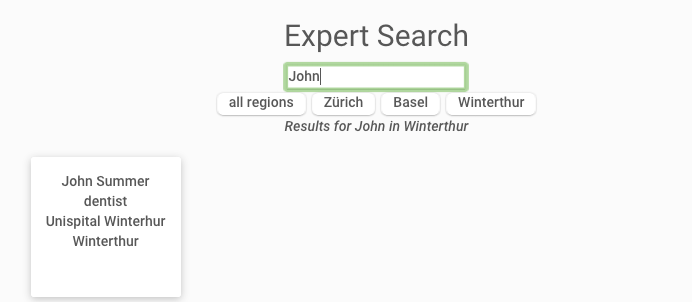 Expert Search
John
all regions Zürich Basel Winterthur
Results for John in Winterthur
John Summer
dentist
Unispital Winterhur
Winterthur